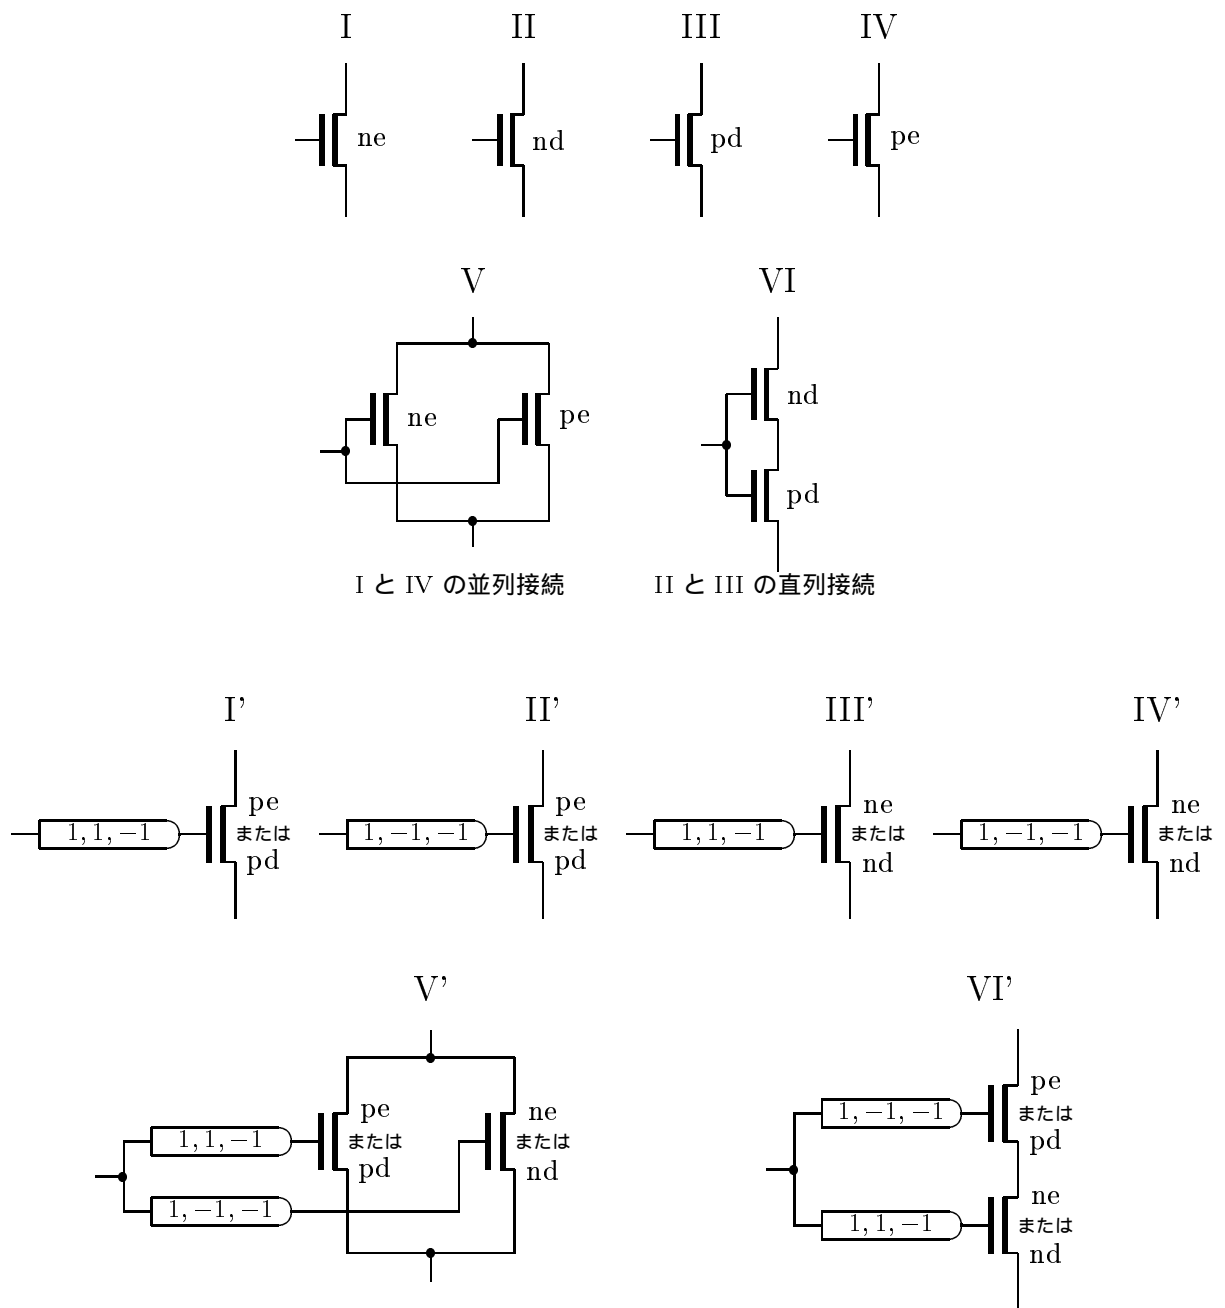 I II III IV
ne nd pd pe
V VI
ne pe nd
pd
I と IV の並列接続 II と III の直列接続
I' II' III' IV'
pe pe ne ne
1, 1, −1 または 1, −1, −1 または 1, 1, −1 または 1, −1, −1 または
pd pd nd nd
V' VI'
pe ne
1, 1, −1 または または
pd nd
1, −1, −1
pe
1, −1, −1 または
pd
ne
1, 1, −1 または
nd